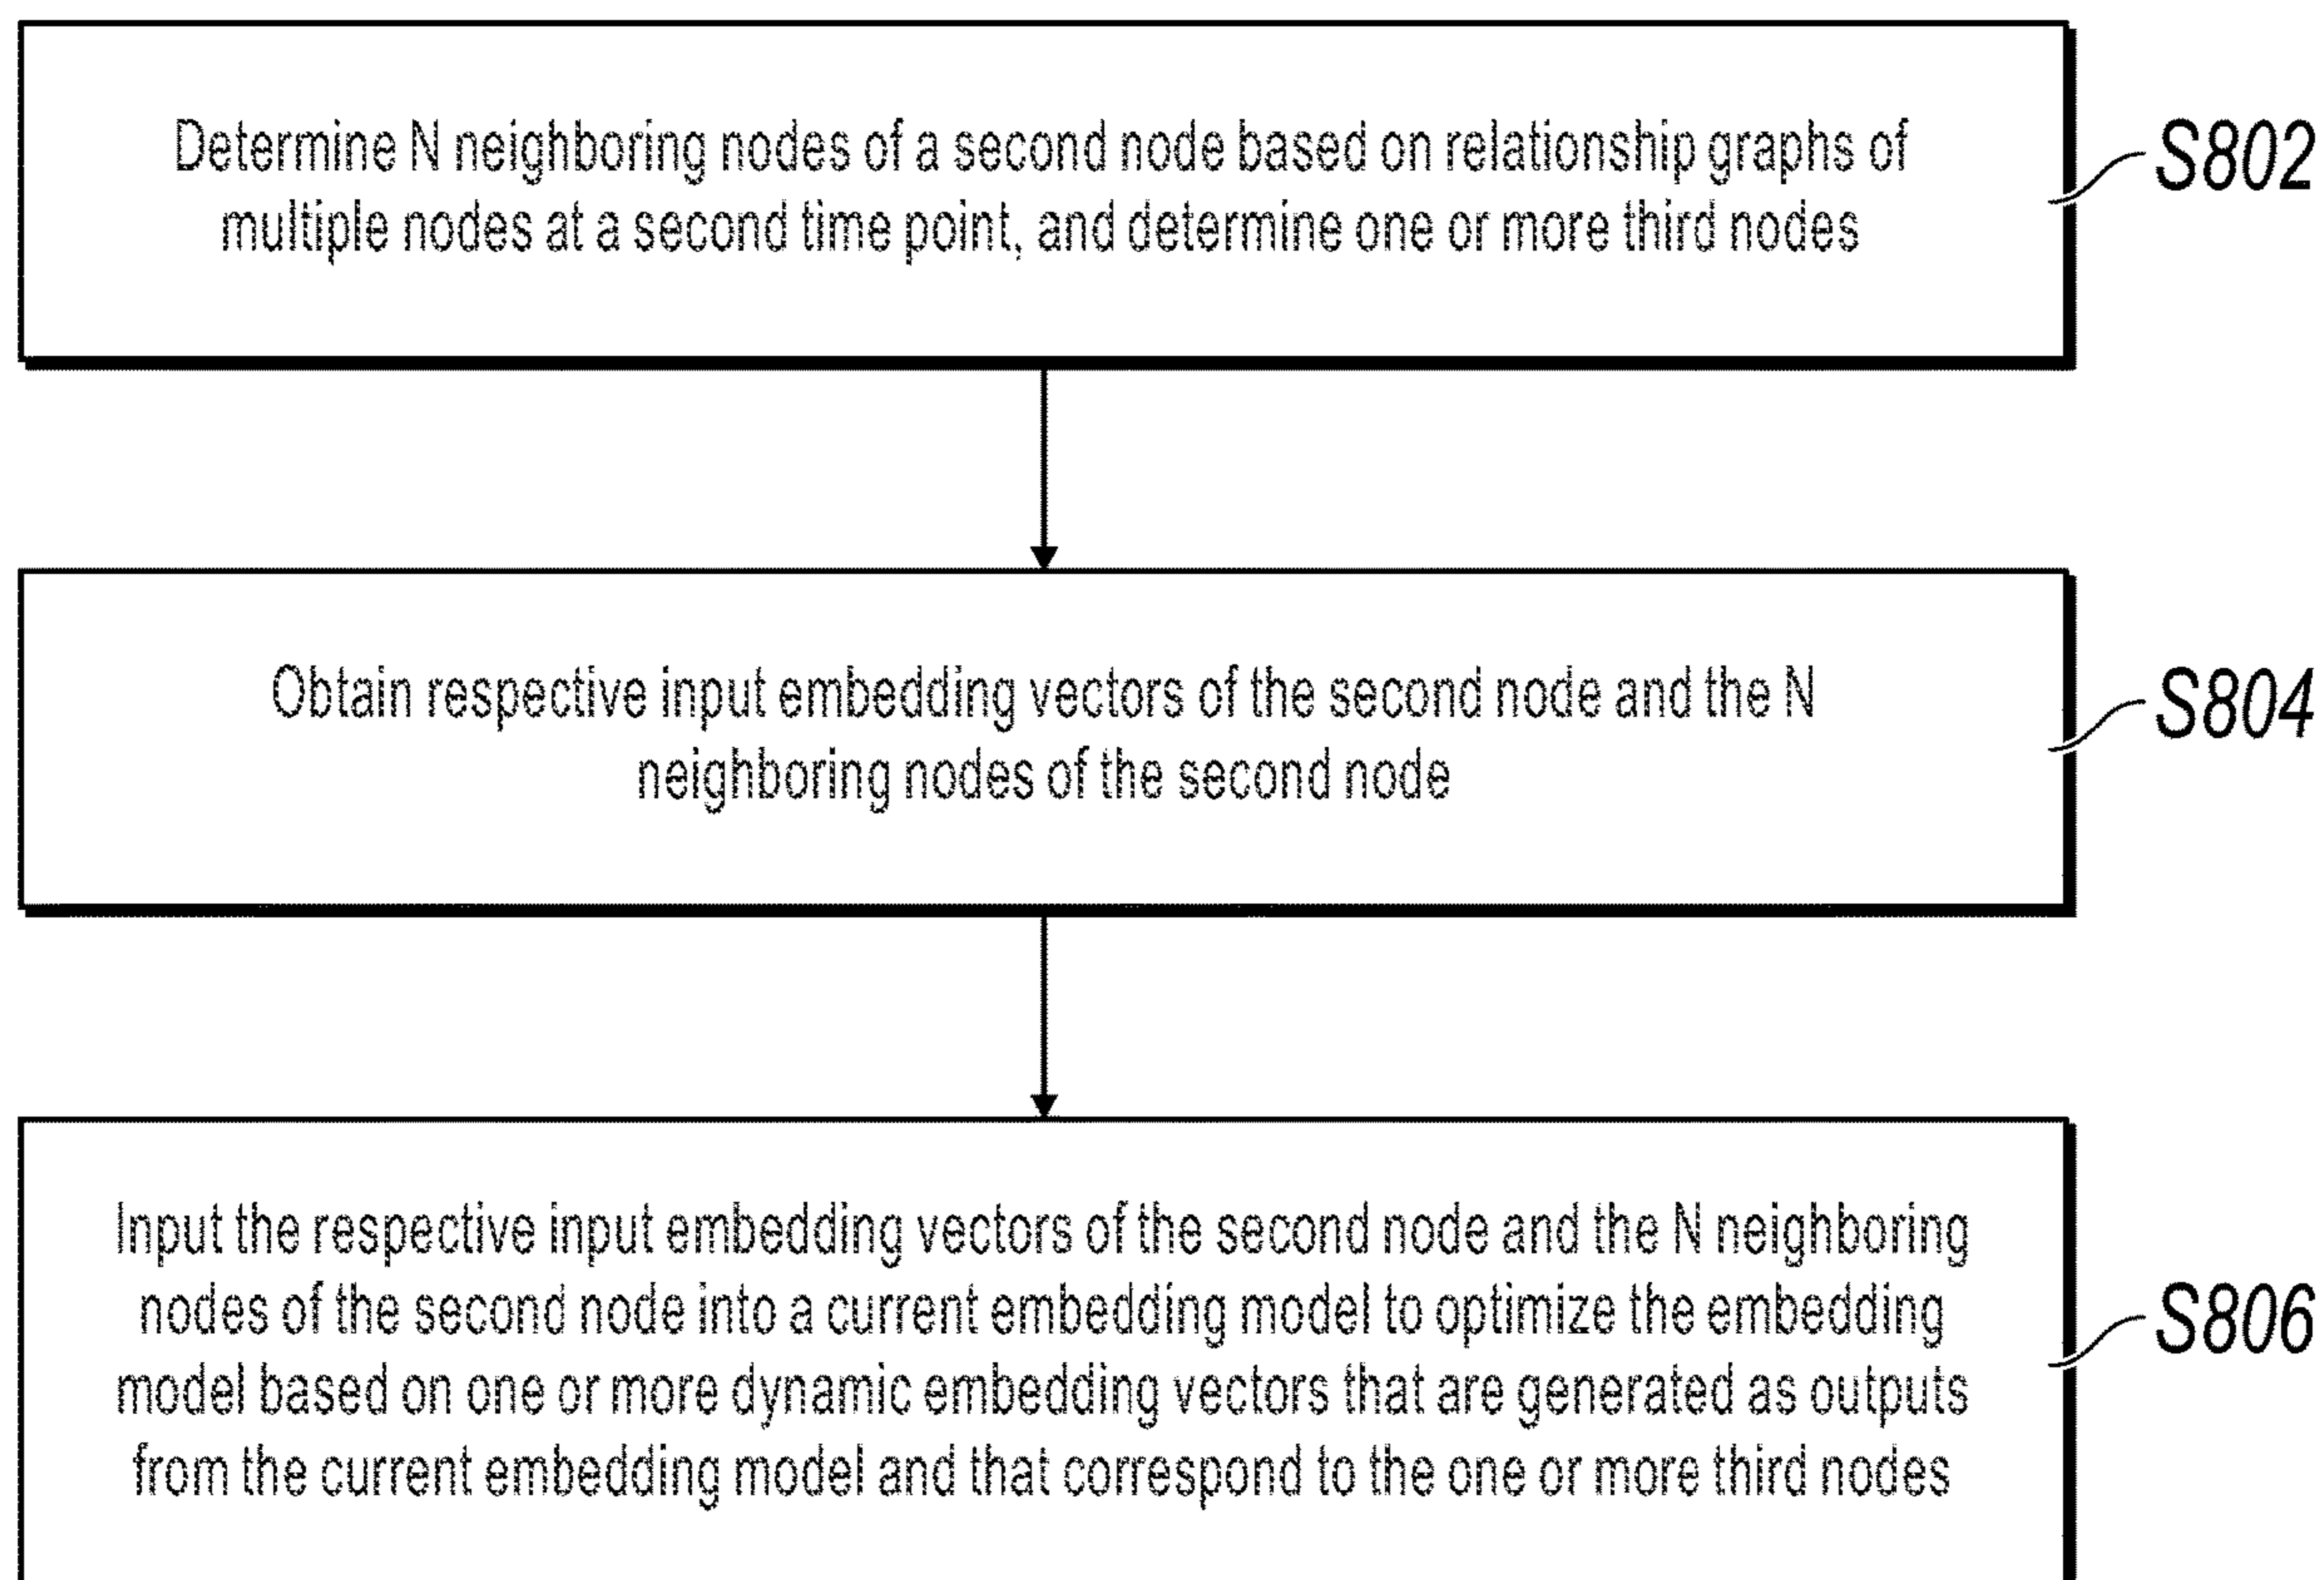 Determine N neighboring nodes of a second node based on relationship graphs of
multiple nodes at a second time point, and determine one or more third nodes
S802
Obtain respective input embedding vectors of the second node and the N
neighboring nodes of the second node
S804
Input the respective input embedding vectors of the second node and the N neighboring
nodes of the second node into a current embedding model to optimize the embedding
model based on one or more dynamic embedding vectors that are generated as outputs
from the current embedding model and that correspond to the one or more third nodes
S806